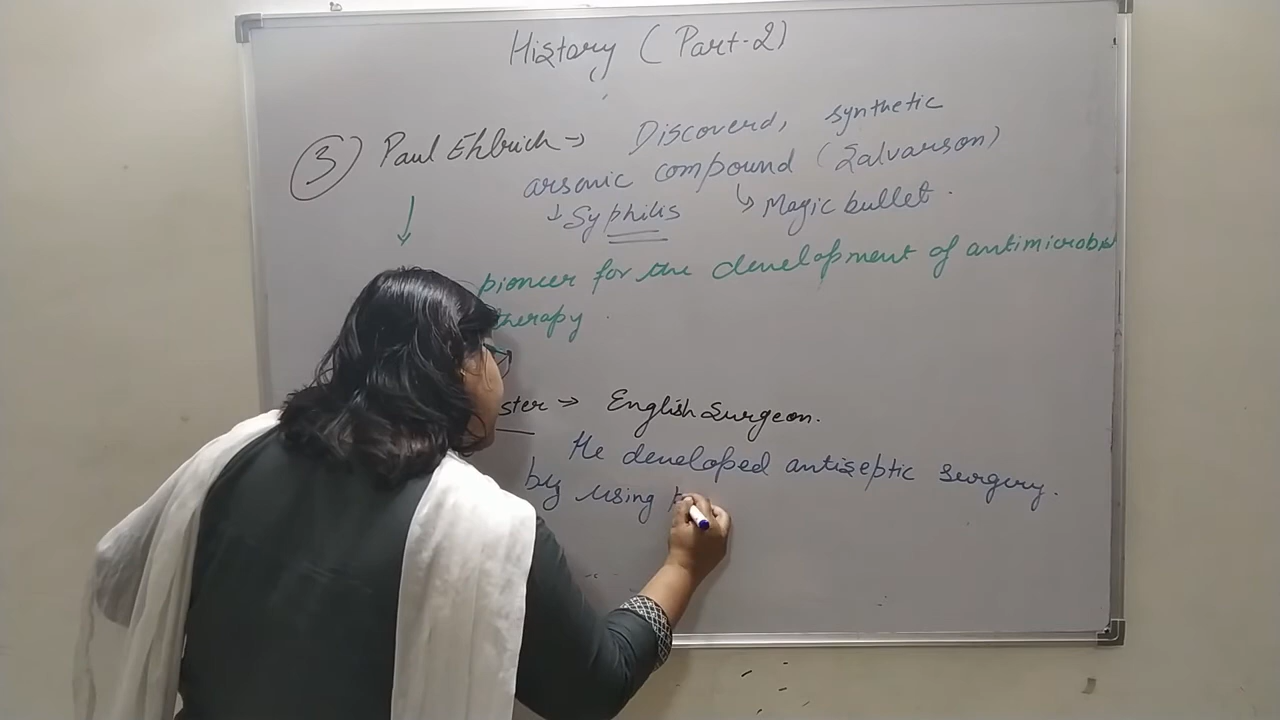 History (Part-2)
③ Paul Ehlrich → Discoverd, synthetic
arsenic compound (Salvarson)
↓ Syphilis ↳ Magic bullet.
↓
pioneer for the development of antimicrobial
therapy.
ster → English Surgeon.
He developed antiseptic surgery.
by using